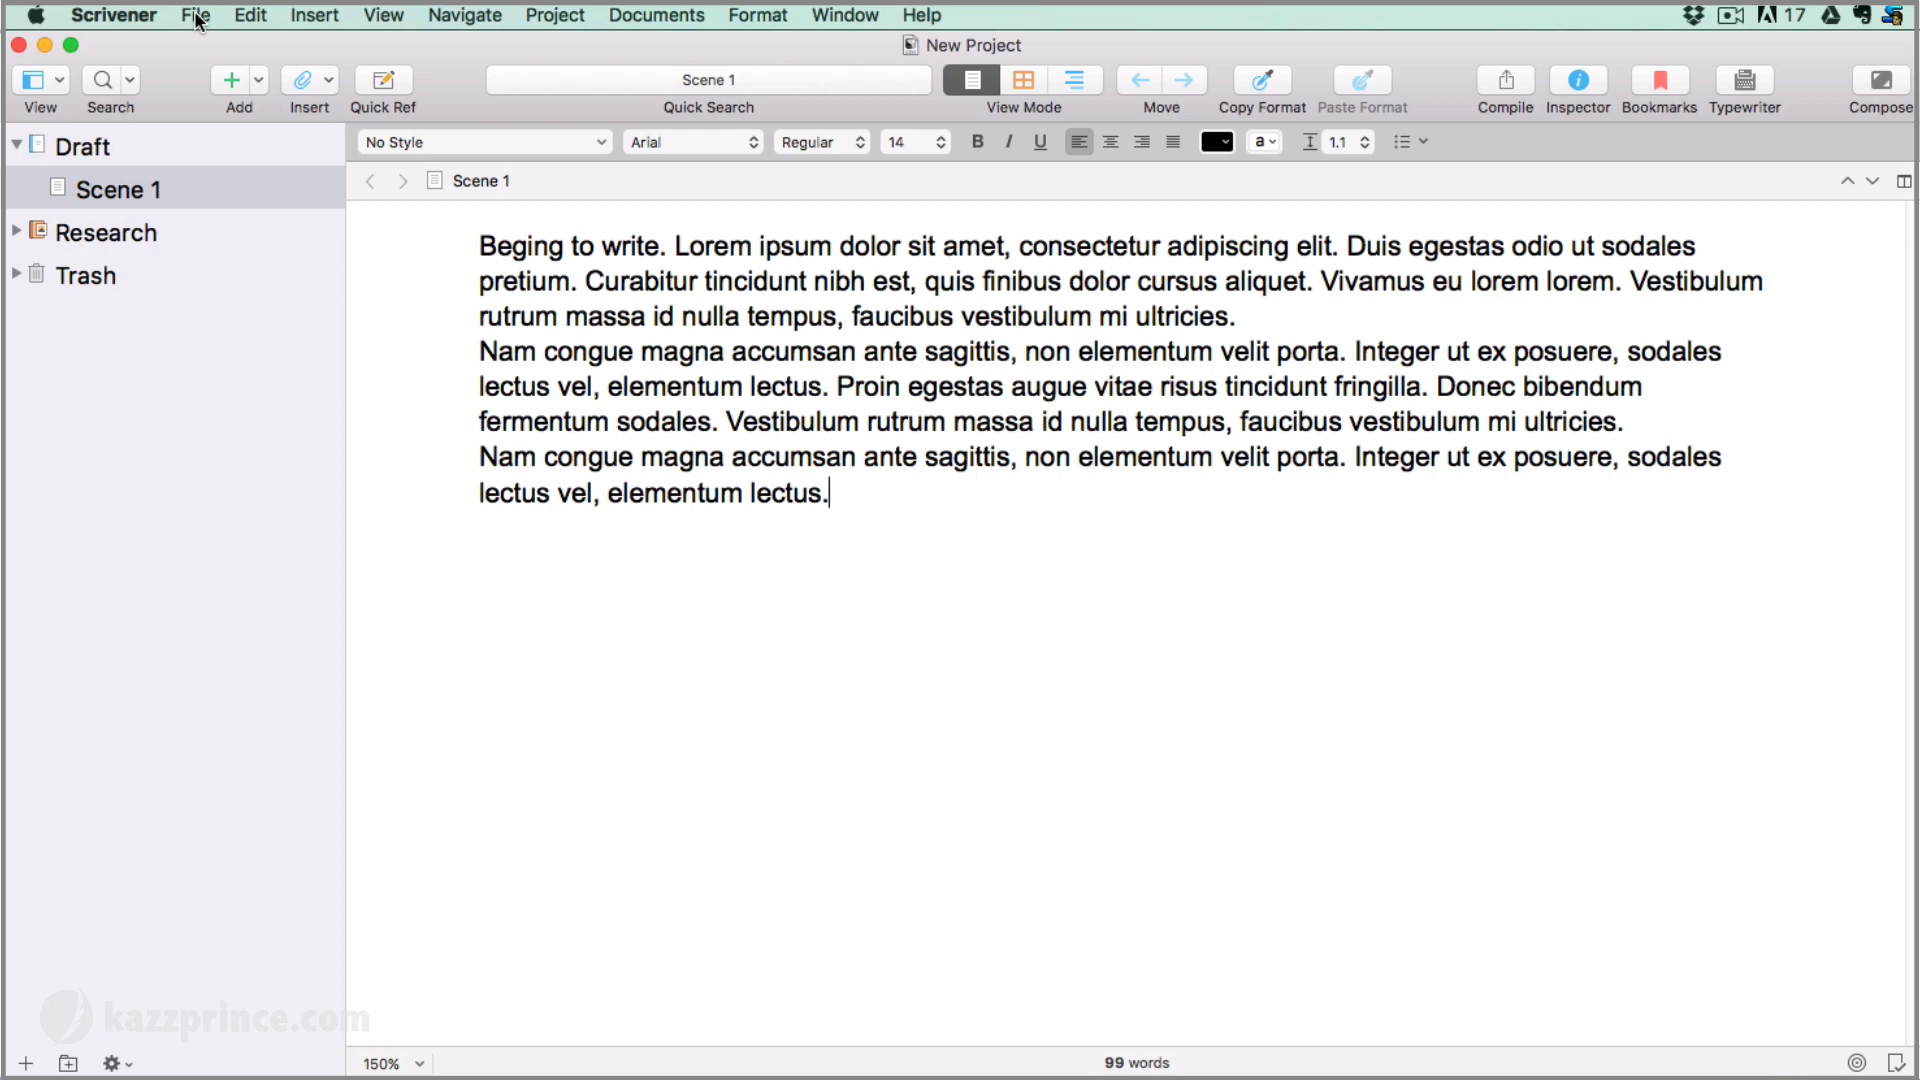 Scrivener File Edit Insert View Navigate Project Documents Format Window Help 17
New Project
Scene 1
View Search Add Insert Quick Ref Quick Search View Mode Move Copy Format Paste Format Compile Inspector Bookmarks Typewriter Compose
No Style Arial Regular 14 B I U a 1.1
Draft
Scene 1
Research
Trash
Scene 1
Beging to write. Lorem ipsum dolor sit amet, consectetur adipiscing elit. Duis egestas odio ut sodales
pretium. Curabitur tincidunt nibh est, quis finibus dolor cursus aliquet. Vivamus eu lorem lorem. Vestibulum
rutrum massa id nulla tempus, faucibus vestibulum mi ultricies.
Nam congue magna accumsan ante sagittis, non elementum velit porta. Integer ut ex posuere, sodales
lectus vel, elementum lectus. Proin egestas augue vitae risus tincidunt fringilla. Donec bibendum
fermentum sodales. Vestibulum rutrum massa id nulla tempus, faucibus vestibulum mi ultricies.
Nam congue magna accumsan ante sagittis, non elementum velit porta. Integer ut ex posuere, sodales
lectus vel, elementum lectus.
kazzprince.com
150% 99 words